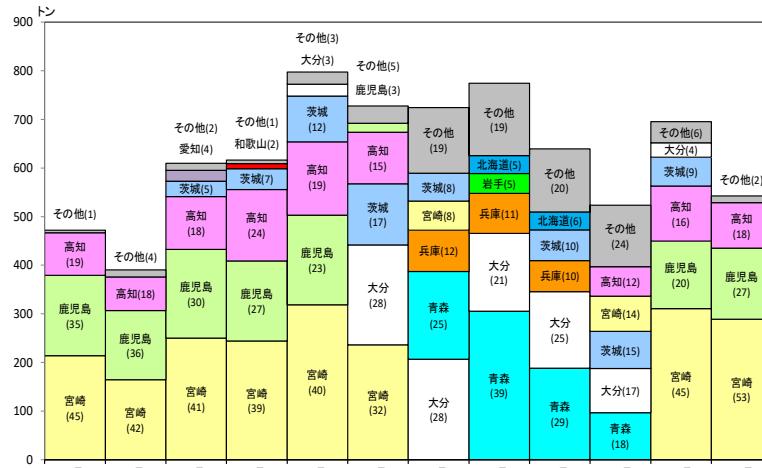 トン
900
800
700
600
500
400
300
200
100
0
その他(1)
高知
(19)
鹿児島
(35)
宮崎
(45)
その他(4)
高知(18)
鹿児島
(36)
宮崎
(42)
その他(2)
愛知(4)
茨城(5)
高知
(18)
鹿児島
(30)
宮崎
(41)
その他(1)
和歌山(2)
茨城(7)
高知
(24)
鹿児島
(27)
宮崎
(39)
その他(3)
大分(3)
茨城
(12)
高知
(19)
鹿児島
(23)
宮崎
(40)
その他(5)
鹿児島(3)
高知
(15)
茨城
(17)
大分
(28)
宮崎
(32)
その他
(19)
茨城(8)
宮崎(8)
兵庫(12)
青森
(25)
大分
(28)
その他
(19)
北海道(5)
岩手(5)
兵庫(11)
大分
(21)
青森
(39)
その他
(20)
北海道(6)
茨城(10)
兵庫(10)
大分
(25)
青森
(29)
その他
(24)
高知(12)
宮崎(14)
茨城(15)
大分(17)
青森
(18)
その他(6)
大分(4)
茨城(9)
高知
(16)
鹿児島
(20)
宮崎
(45)
その他(2)
高知
(18)
鹿児島
(27)
宮崎
(53)